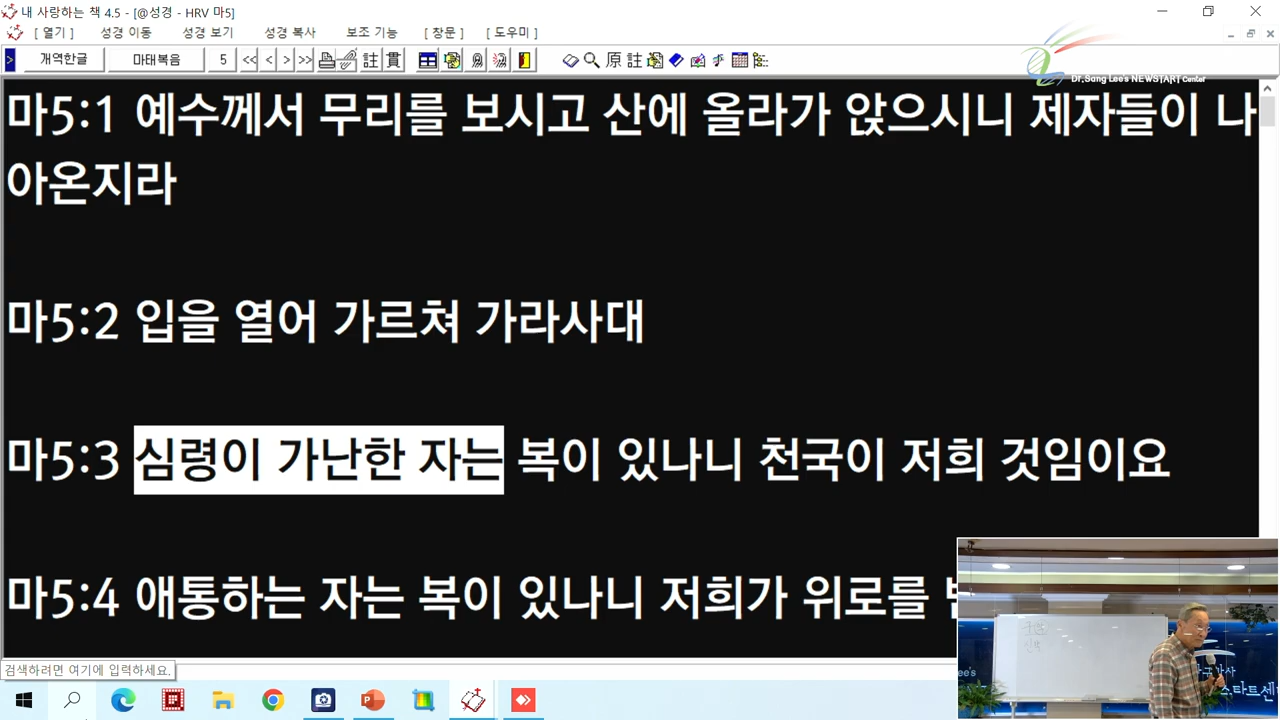 내 사랑하는 책 4.5 - [@성경 - HRV 마5]
[ 열기 ] 성경 이동 성경 보기 성경 복사 보조 기능 [ 창문 ] [ 도우미 ]
개역한글 마태복음 5 << < > >> 註 貫 原 註
Dr.Sang Lee's NEWSTART Center
마5:1 예수께서 무리를 보시고 산에 올라가 앉으시니 제자들이 나
아온지라
마5:2 입을 열어 가르쳐 가라사대
마5:3 심령이 가난한 자는 복이 있나니 천국이 저희 것임이요
마5:4 애통하는 자는 복이 있나니 저희가 위로를
검색하려면 여기에 입력하세요.